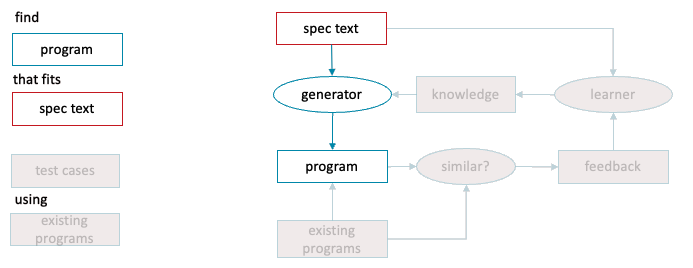 find
program
that fits
spec text
test cases
using
existing
programs
spec text
generator
knowledge
learner
program
similar?
feedback
existing
programs